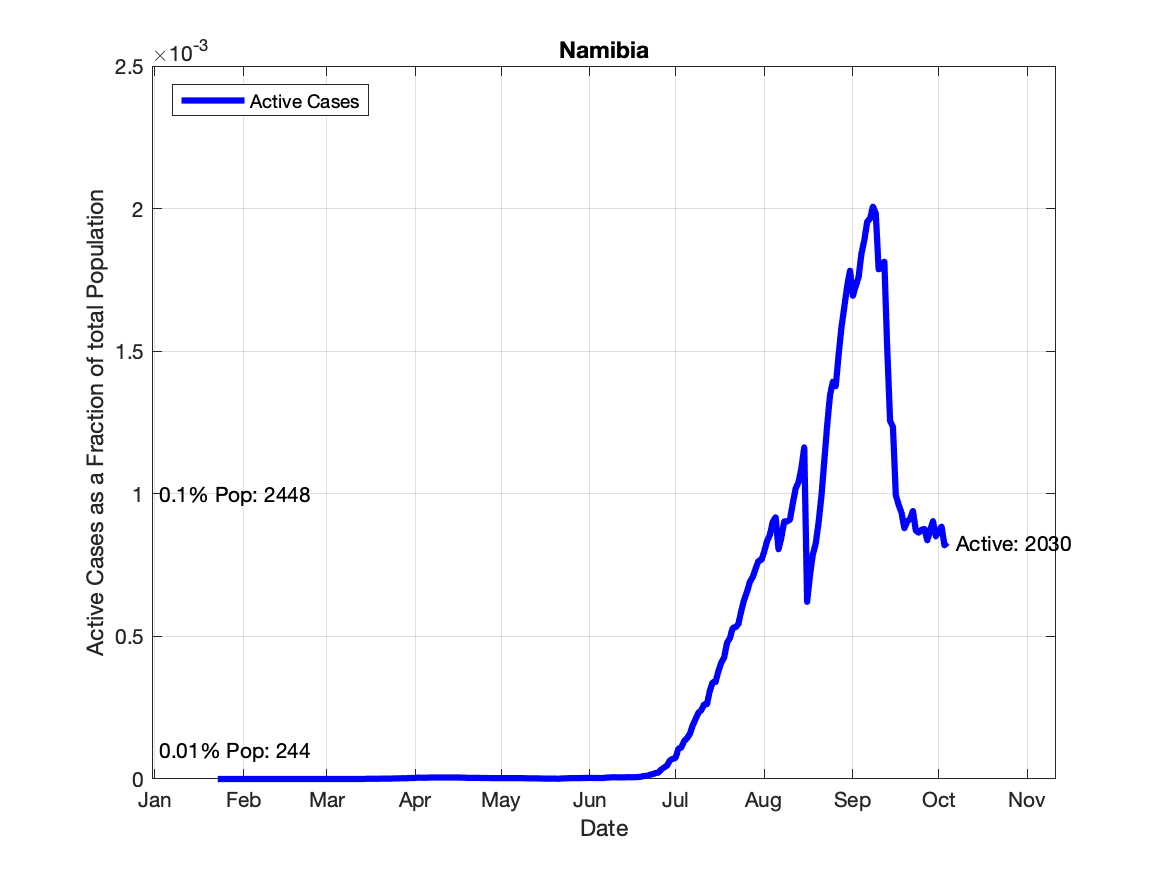 Namibia
×10-3
2.5
2
1.5
1
0.5
0
Active Cases as a Fraction of total Population
Active Cases
0.1% Pop: 2448
0.01% Pop: 244
Active: 2030
Jan Feb Mar Apr May Jun Jul Aug Sep Oct Nov
Date